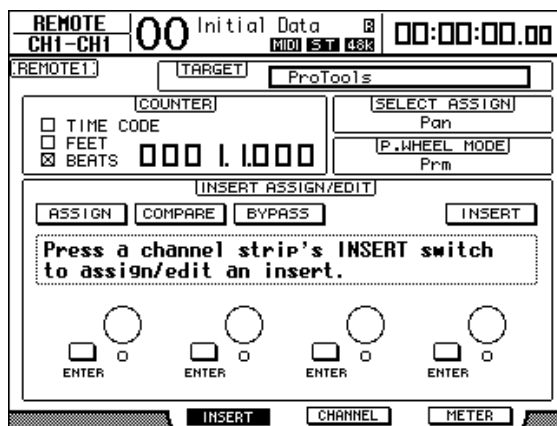 REMOTE
CH1-CH1
00
Initial Data
R
MIDI ST 48K
00:00:00.00
REMOTE1
TARGET
ProTools
COUNTER
TIME CODE
FEET
BEATS
000 1. 1.000
SELECT ASSIGN
Pan
P.WHEEL MODE
Prm
INSERT ASSIGN/EDIT
ASSIGN
COMPARE
BYPASS
INSERT
Press a channel strip's INSERT switch
to assign/edit an insert.
ENTER
ENTER
ENTER
ENTER
INSERT
CHANNEL
METER